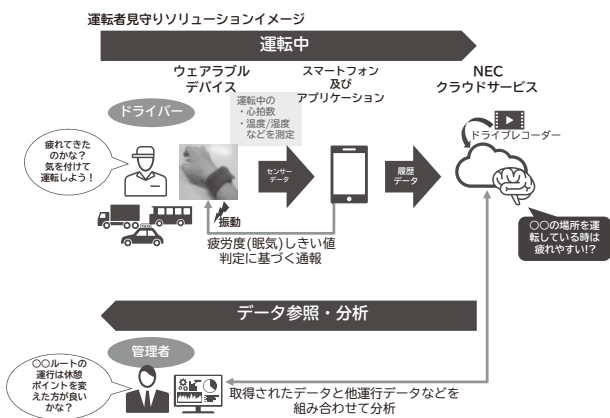 運転者見守りソリューションイメージ
運転中
ウェアラブル
デバイス
スマートフォン
及び
アプリケーション
NEC
クラウドサービス
ドライバー
運転中の
・心拍数
・温度/湿度
などを測定
ドライブレコーダー
疲れてきた
のかな?
気を付けて
運転しよう!
センサー
データ
履歴
データ
TAXI
振動
疲労度(眠気)しきい値
判定に基づく通報
〇〇の場所を運
転している時は
疲れやすい!?
データ参照・分析
管理者
〇〇ルートの
運行は休憩
ポイントを変
えた方が良い
かな?
取得されたデータと他運行データなどを
組み合わせて分析